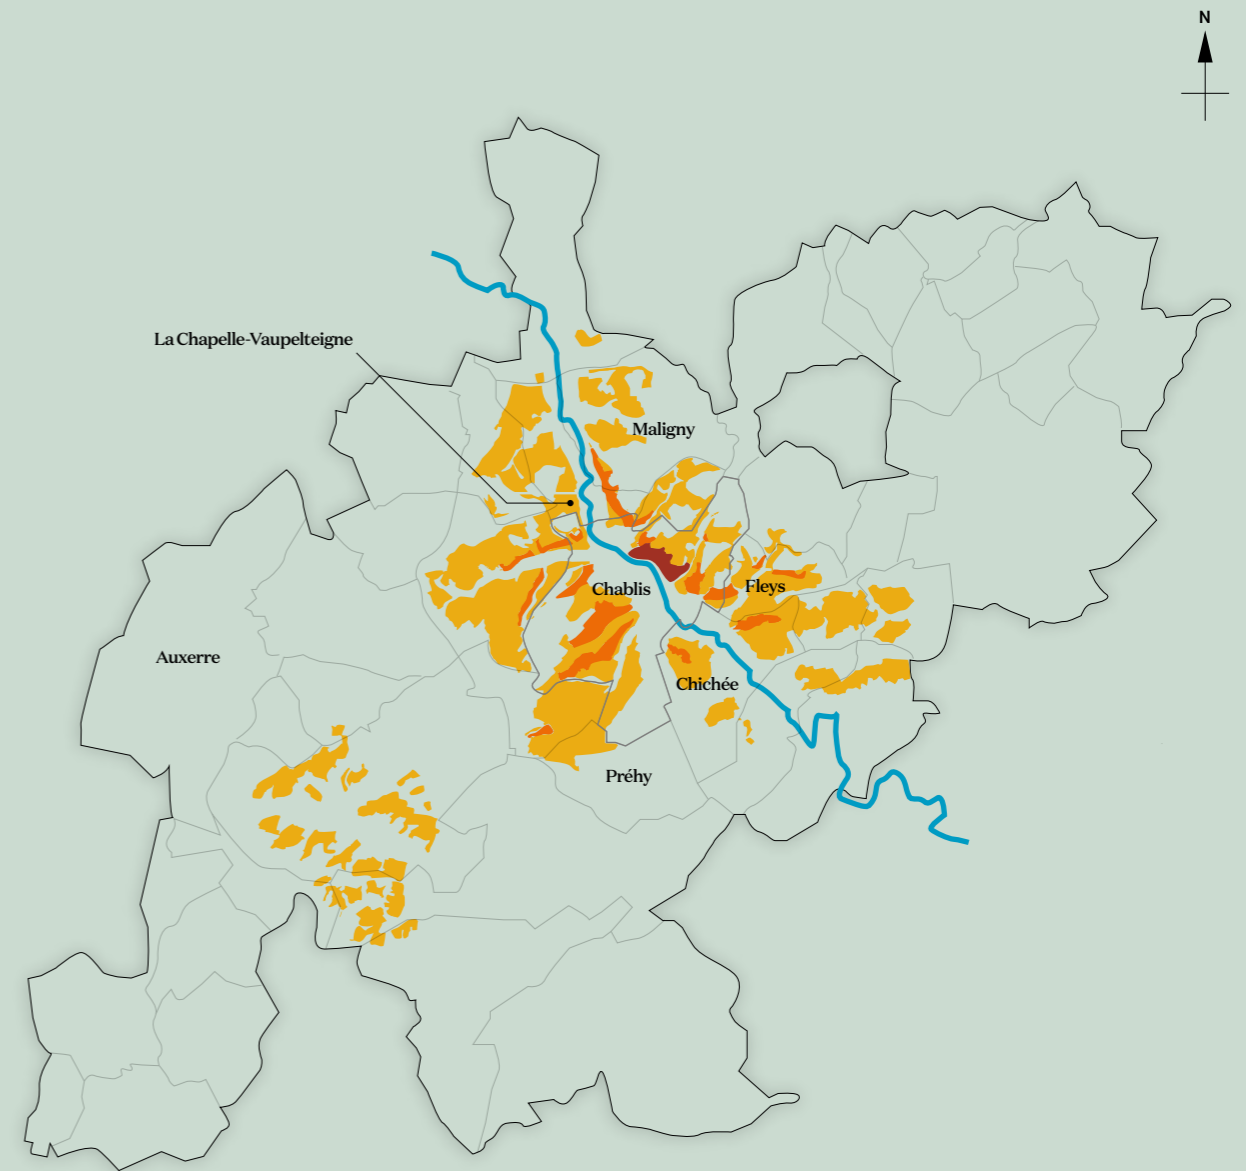 N
La Chapelle-Vaupelteigne
Maligny
Fleys
Chablis
Auxerre
Chichée
Préhy